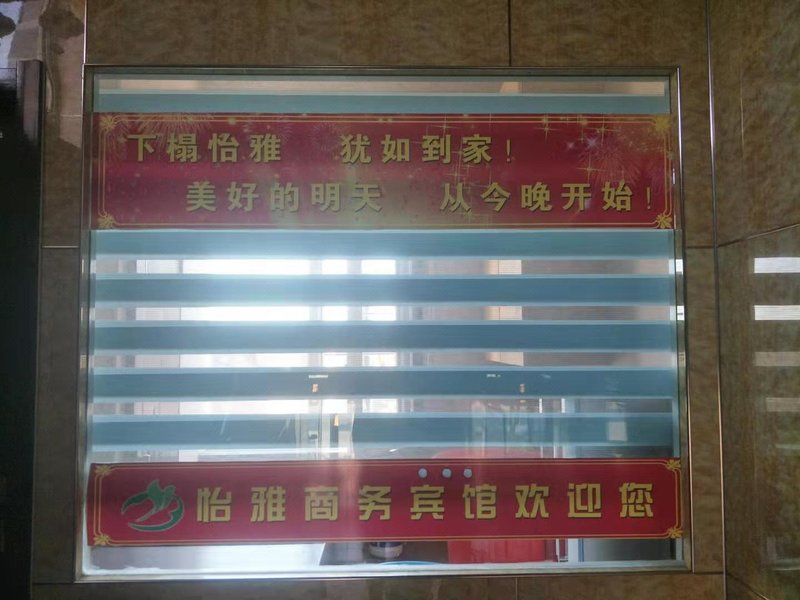 下榻怡雅 犹如到家!
美好的明天 从今晚开始!
怡雅商务宾馆欢迎您